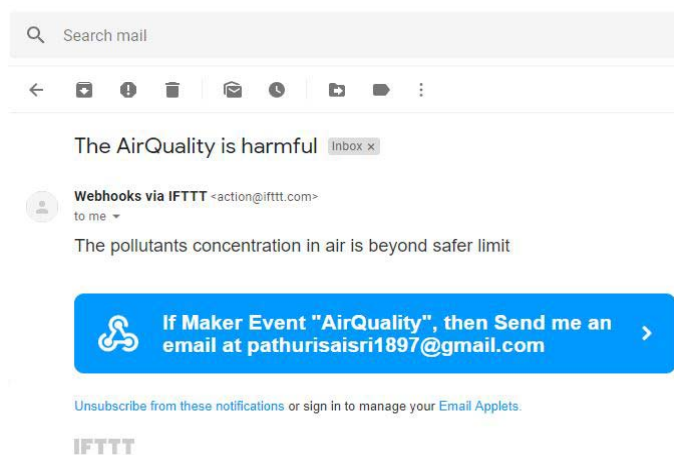 Search mail
The AirQuality is harmful Inbox x
Webhooks via IFTTT <action@ifttt.com>
to me
The pollutants concentration in air is beyond safer limit
If Maker Event "AirQuality", then Send me an
email at pathurisaisri1897@gmail.com
Unsubscribe from these notifications or sign in to manage your Email Applets.
IFTTT